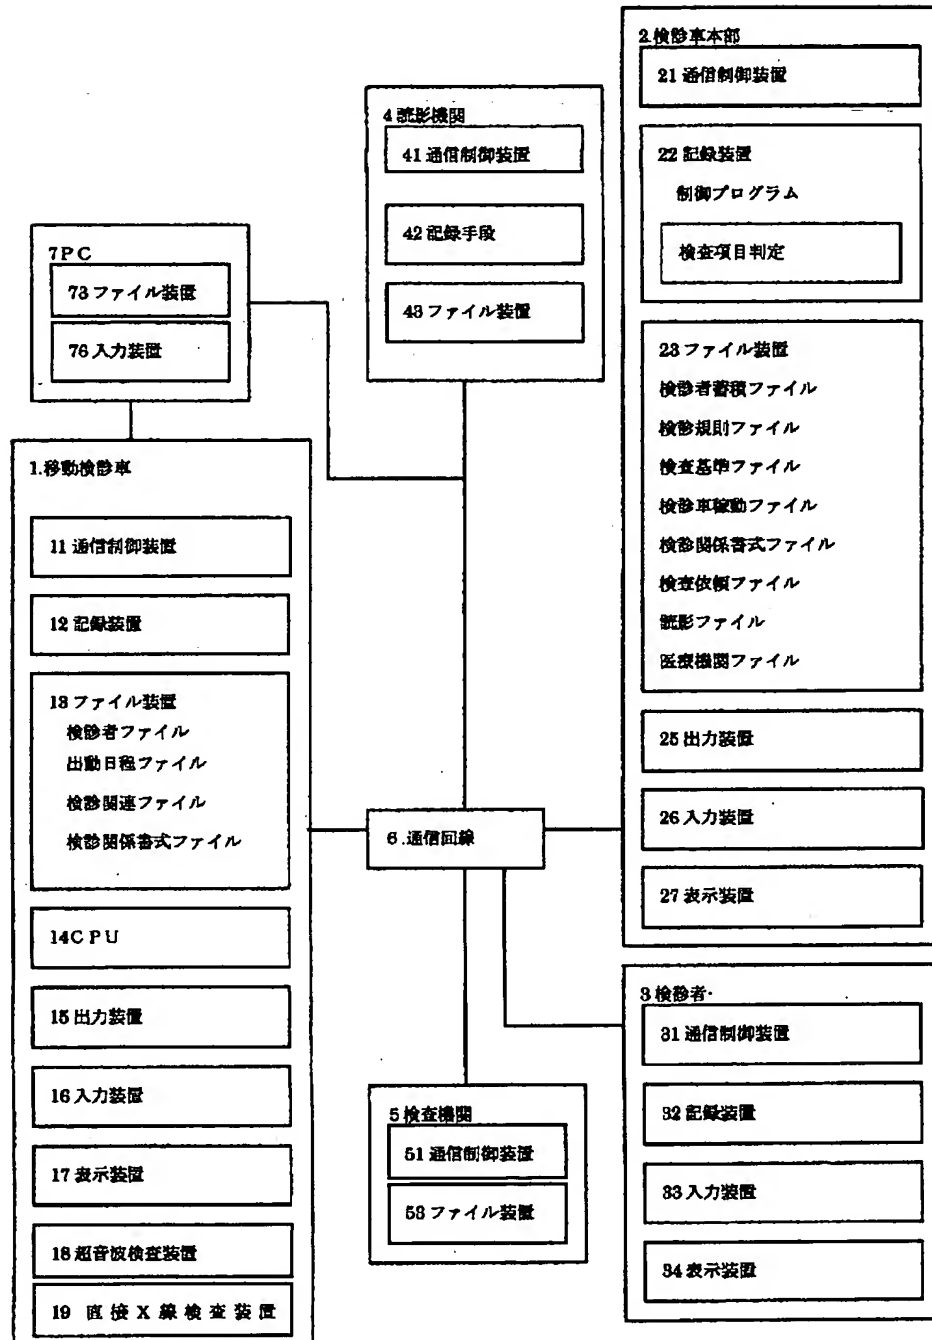 2.検診車本部
21 通信制御装置
22 記録装置
制御プログラム
検査項目判定
23 ファイル装置
検診者蓄積ファイル
検診規則ファイル
検査基準ファイル
検診車稼動ファイル
検診関係書式ファイル
検査依頼ファイル
読影ファイル
医療機関ファイル
25 出力装置
26 入力装置
27 表示装置
4 読影機関
41 通信制御装置
42 記録手段
43 ファイル装置
7PC
73 ファイル装置
76 入力装置
1.移動検診車
11 通信制御装置
12 記録装置
13 ファイル装置
検診者ファイル
出動日程ファイル
検診関連ファイル
検診関係書式ファイル
14CPU
15 出力装置
16 入力装置
17 表示装置
18 超音波検査装置
19 直接X線検査装置
6.通信回線
5 検査機関
51 通信制御装置
53 ファイル装置
3 検診者
31 通信制御装置
32 記録装置
33 入力装置
34 表示装置